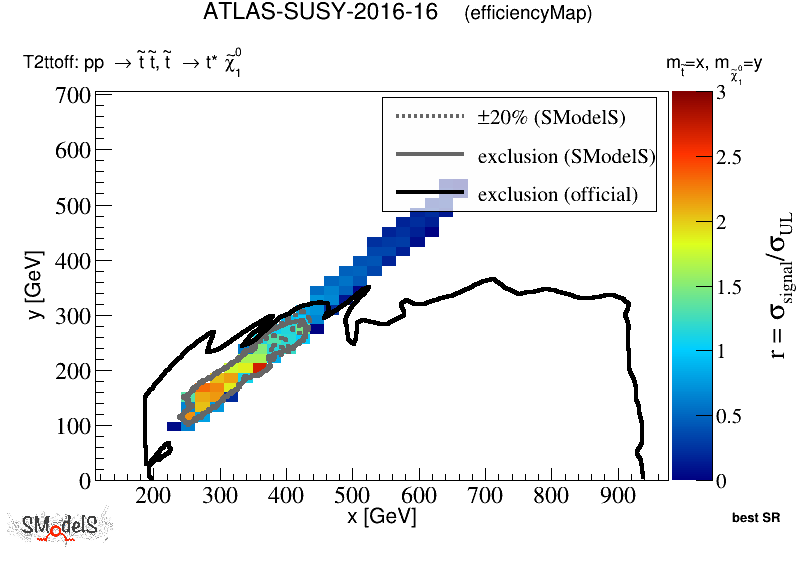 ATLAS-SUSY-2016-16 (efficiencyMap)
T2ttoff: pp → t̃ t̃, t̃ → t* χ̃₁⁰
m_t̃=x, m_χ̃₁⁰=y
±20% (SModelS)
exclusion (SModelS)
exclusion (official)
700
600
500
400
300
200
100
0
y [GeV]
200 300 400 500 600 700 800 900
x [GeV]
3
2.5
2
1.5
1
0.5
0
r = σ_signal/σ_UL
SModelS
best SR